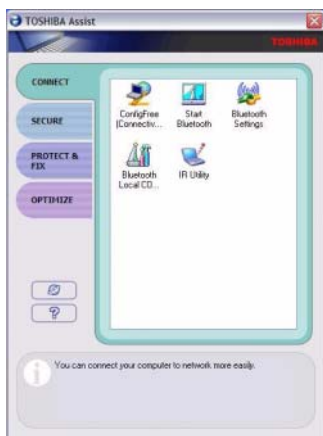 TOSHIBA Assist
TOSHIBA
CONNECT
SECURE
PROTECT &
FIX
OPTIMIZE
ConfigFree
(Connectiv...
Start
Bluetooth
Bluetooth
Settings
Bluetooth
Local CO...
IR Utility
?
You can connect your computer to network more easily.